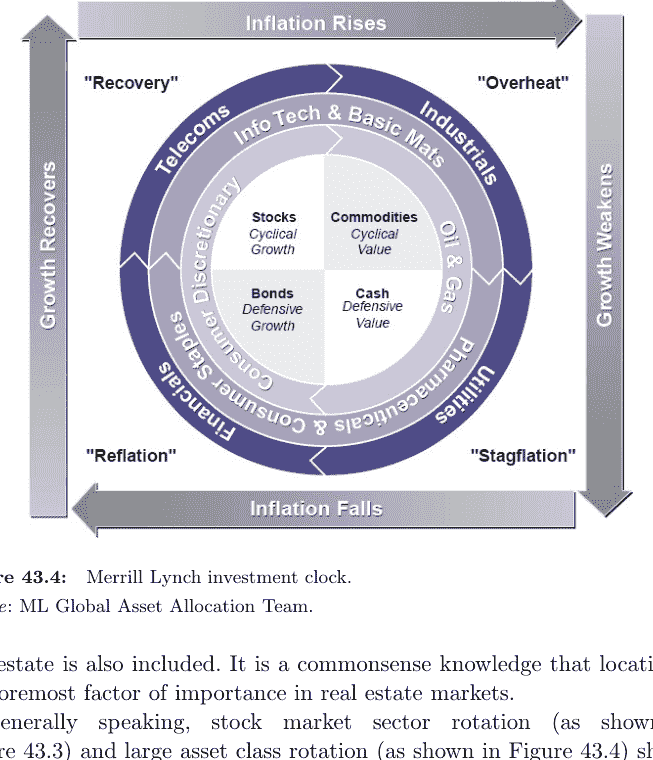 Inflation Rises
"Recovery"
"Overheat"
Growth Recovers
Growth Weakens
Telecoms
Info Tech & Basic Mats
Industrials
Consumer Discretionary
Oil & Gas
Stocks
Cyclical
Growth
Commodities
Cyclical
Value
Bonds
Defensive
Growth
Cash
Defensive
Value
Financials
Pharmaceuticals & Consumer Staples
Utilities
"Reflation"
"Stagflation"
Inflation Falls
re 43.4: Merrill Lynch investment clock.
e: ML Global Asset Allocation Team.
estate is also included. It is a commonsense knowledge that locati
oremost factor of importance in real estate markets.
enerally speaking, stock market sector rotation (as show
re 43.3) and large asset class rotation (as shown in Figure 43.4) sh